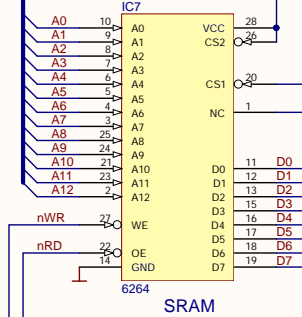 IC7
A0 10 A0 VCC 28
A1 9 A1 CS2 26
A2 8 A2
A3 7 A3
A4 6 A4 CS1 20
A5 5 A5
A6 4 A6 NC 1
A7 3 A7
A8 25 A8
A9 24 A9
A10 21 A10 D0 11 D0
A11 23 A11 D1 12 D1
A12 2 A12 D2 13 D2
D3 15 D3
nWR 27 WE D4 16 D4
D5 17 D5
nRD 22 OE D6 18 D6
14 GND D7 19 D7
6264
SRAM